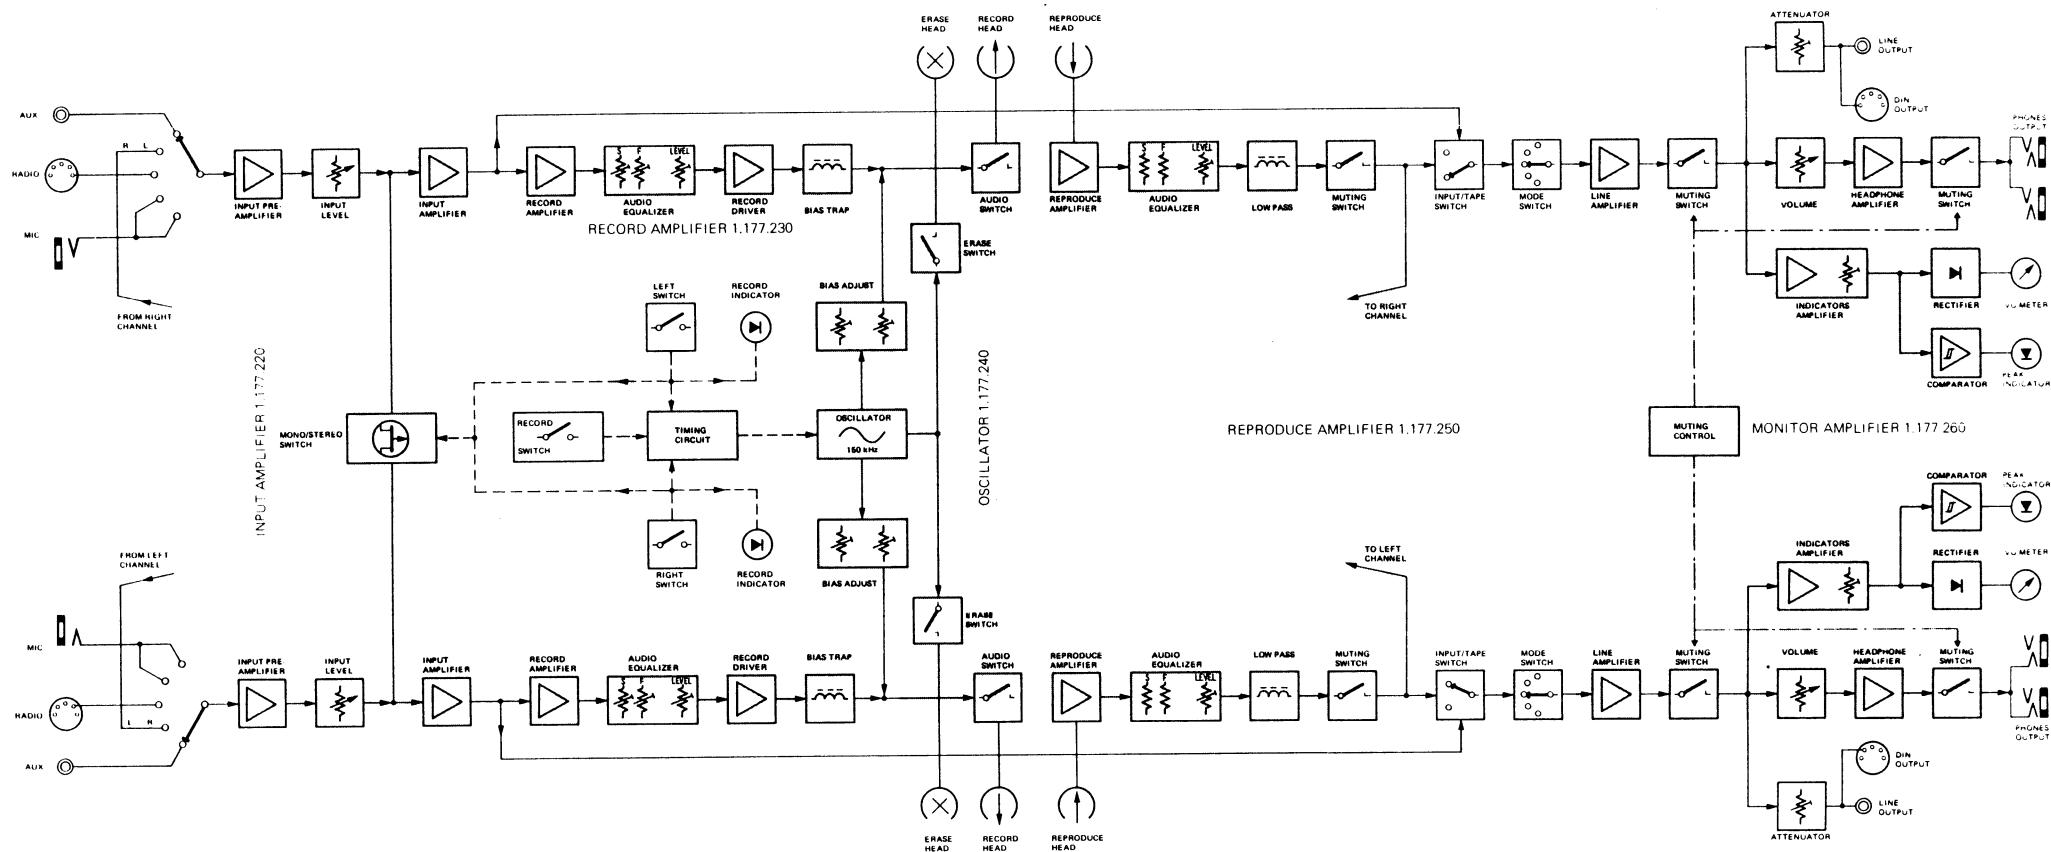 ERASE
HEAD
RECORD
HEAD
REPRODUCE
HEAD
ATTENUATOR
LINE
OUTPUT
DIN
OUTPUT
PHONES
OUTPUT
AUX
R L
RADIO
MIC
FROM RIGHT
CHANNEL
INPUT PRE-
AMPLIFIER
INPUT
LEVEL
INPUT
AMPLIFIER
RECORD
AMPLIFIER
S F LEVEL
AUDIO
EQUALIZER
RECORD
DRIVER
BIAS TRAP
AUDIO
SWITCH
REPRODUCE
AMPLIFIER
S F LEVEL
AUDIO
EQUALIZER
LOW PASS
MUTING
SWITCH
INPUT/TAPE
SWITCH
MODE
SWITCH
LINE
AMPLIFIER
MUTING
SWITCH
VOLUME
HEADPHONE
AMPLIFIER
MUTING
SWITCH
RECORD AMPLIFIER 1.177.230
ERASE
SWITCH
LEFT
SWITCH
RECORD
INDICATOR
BIAS ADJUST
TO RIGHT
CHANNEL
INDICATORS
AMPLIFIER
RECTIFIER
VU METER
COMPARATOR
PEAK
INDICATOR
INPUT AMPLIFIER 1.177.220
MONO/STEREO
SWITCH
RECORD
SWITCH
TIMING
CIRCUIT
OSCILLATOR
150 kHz
OSCILLATOR 1.177.240
REPRODUCE AMPLIFIER 1.177.250
MUTING
CONTROL
MONITOR AMPLIFIER 1.177.260
RIGHT
SWITCH
RECORD
INDICATOR
BIAS ADJUST
TO LEFT
CHANNEL
COMPARATOR
PEAK
INDICATOR
INDICATORS
AMPLIFIER
RECTIFIER
VU METER
ERASE
SWITCH
FROM LEFT
CHANNEL
MIC
RADIO
L R
AUX
INPUT PRE-
AMPLIFIER
INPUT
LEVEL
INPUT
AMPLIFIER
RECORD
AMPLIFIER
AUDIO
EQUALIZER
S F LEVEL
RECORD
DRIVER
BIAS TRAP
AUDIO
SWITCH
REPRODUCE
AMPLIFIER
AUDIO
EQUALIZER
S F LEVEL
LOW PASS
MUTING
SWITCH
INPUT/TAPE
SWITCH
MODE
SWITCH
LINE
AMPLIFIER
MUTING
SWITCH
VOLUME
HEADPHONE
AMPLIFIER
MUTING
SWITCH
PHONES
OUTPUT
DIN
OUTPUT
LINE
OUTPUT
ATTENUATOR
ERASE
HEAD
RECORD
HEAD
REPRODUCE
HEAD